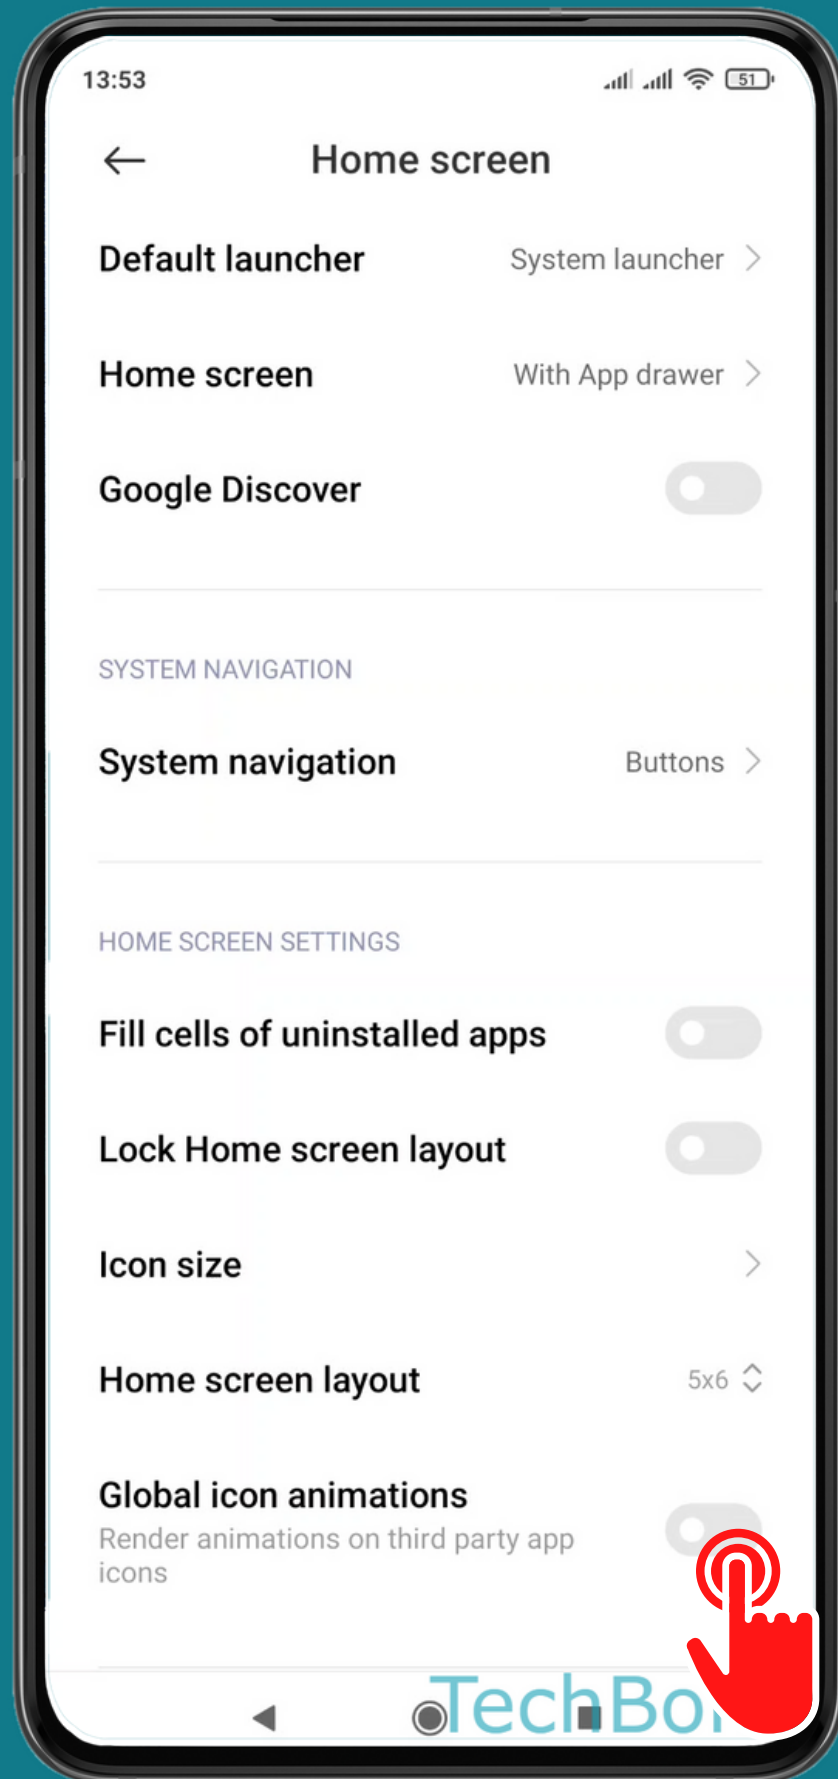 13:53
51
Home screen
Default launcher
System launcher
Home screen
With App drawer
Google Discover
SYSTEM NAVIGATION
System navigation
Buttons
HOME SCREEN SETTINGS
Fill cells of uninstalled apps
Lock Home screen layout
Icon size
Home screen layout
5x6
Global icon animations
Render animations on third party app
icons